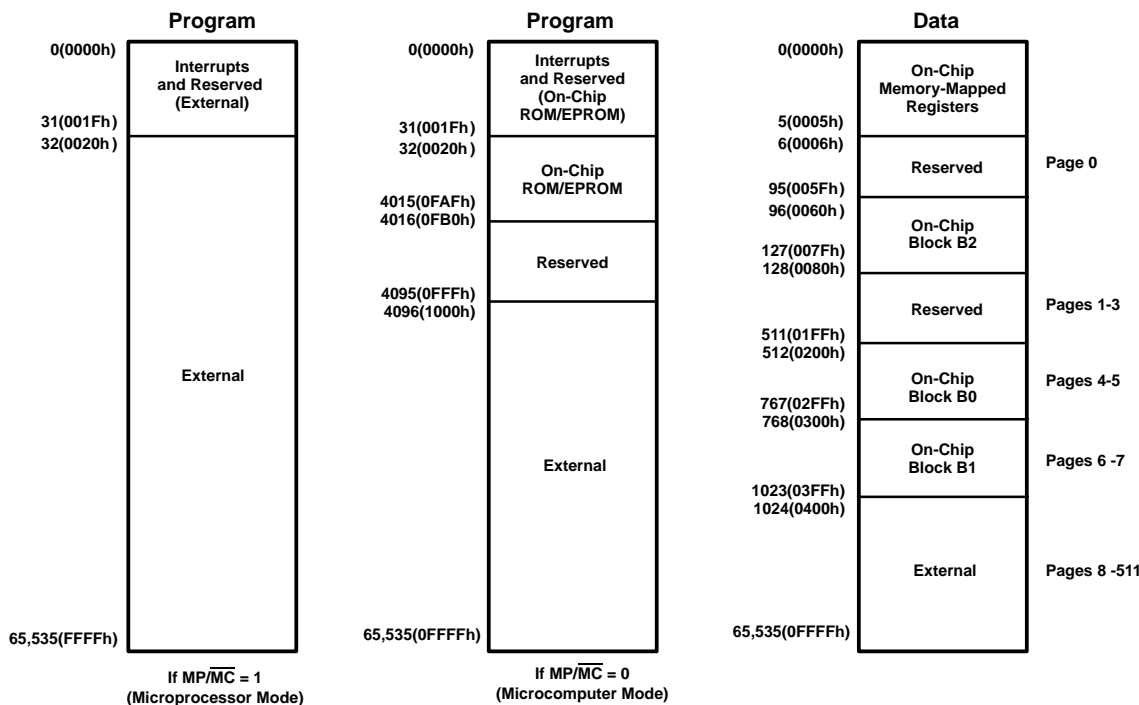 Program
0(0000h)
Interrupts
and Reserved
(External)
31(001Fh)
32(0020h)
External
65,535(FFFFh)
If MP/MC = 1
(Microprocessor Mode)
Program
0(0000h)
Interrupts
and Reserved
(On-Chip
ROM/EPROM)
31(001Fh)
32(0020h)
On-Chip
ROM/EPROM
4015(0FAFh)
4016(0FB0h)
Reserved
4095(0FFFh)
4096(1000h)
External
65,535(0FFFFh)
If MP/MC = 0
(Microcomputer Mode)
Data
0(0000h)
On-Chip
Memory-Mapped
Registers
5(0005h)
6(0006h)
Reserved
Page 0
95(005Fh)
96(0060h)
On-Chip
Block B2
127(007Fh)
128(0080h)
Reserved
Pages 1-3
511(01FFh)
512(0200h)
On-Chip
Block B0
Pages 4-5
767(02FFh)
768(0300h)
On-Chip
Block B1
Pages 6 -7
1023(03FFh)
1024(0400h)
External
Pages 8 -511
65,535(0FFFFh)